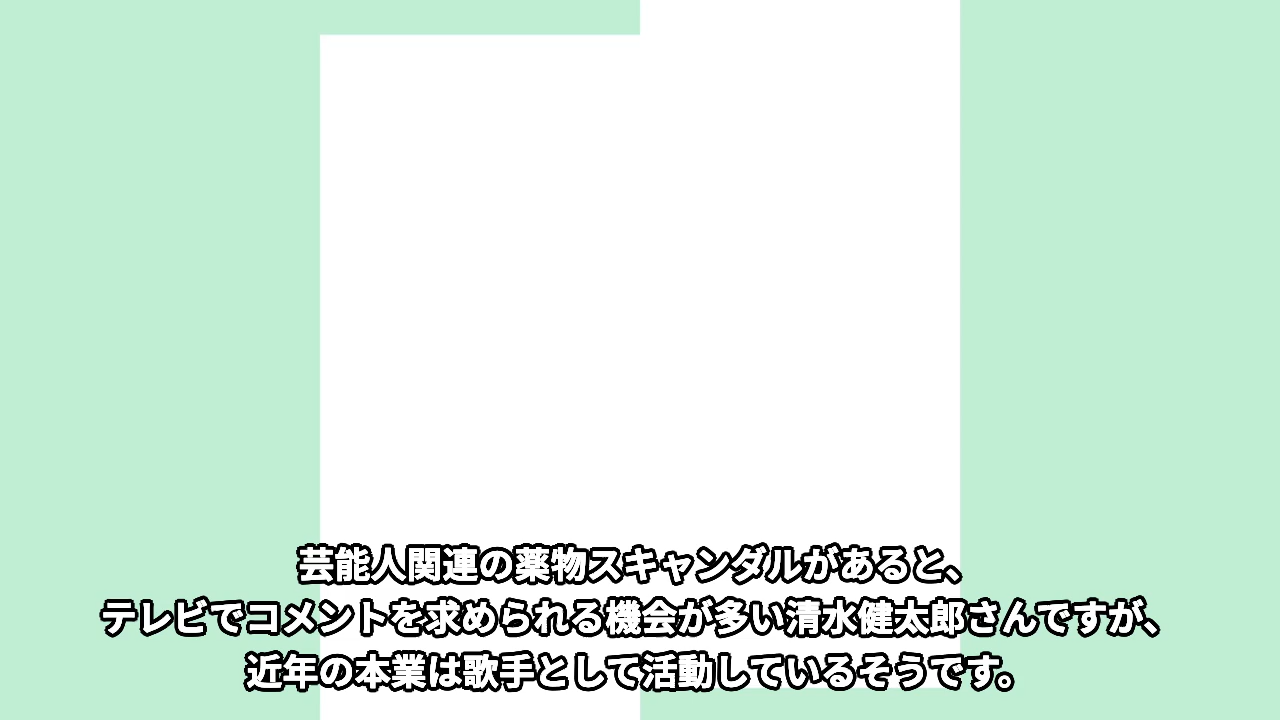 芸能人関連の薬物スキャンダルがあると、
テレビでコメントを求められる機会が多い清水健太郎さんですが、
近年の本業は歌手として活動しているそうです。